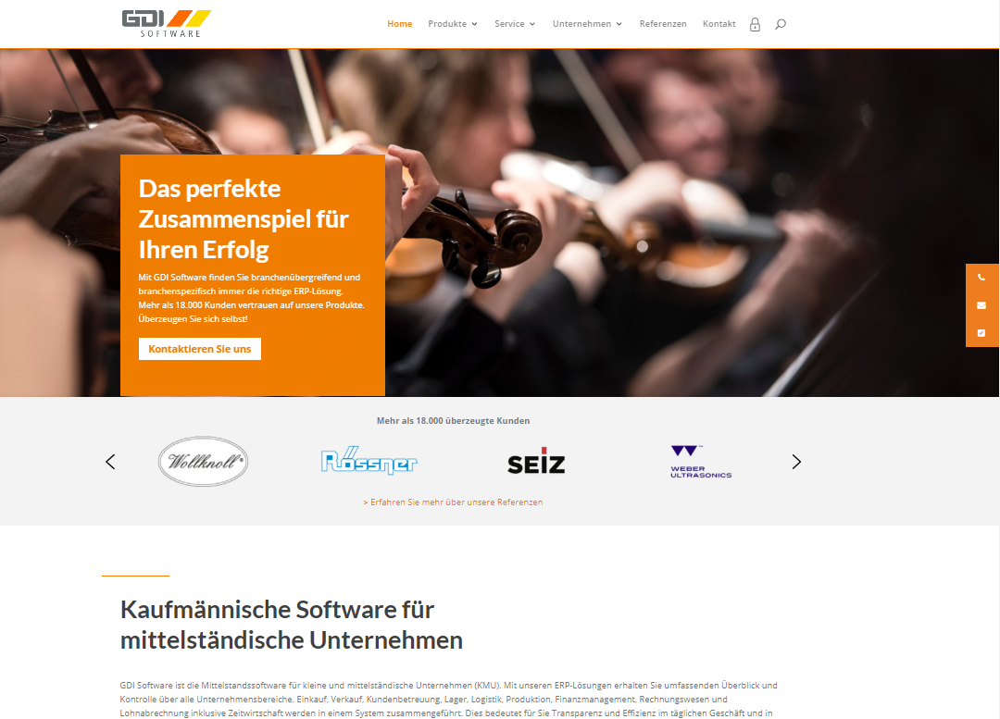 GDI
SOFTWARE
Home Produkte Service Unternehmen Referenzen Kontakt
Das perfekte
Zusammenspiel für
Ihren Erfolg
Mit GDI Software finden Sie branchenübergreifend und
branchenspezifisch immer die richtige ERP-Lösung.
Mehr als 18.000 Kunden vertrauen auf unsere Produkte.
Überzeugen Sie sich selbst!
Kontaktieren Sie uns
Mehr als 18.000 überzeugte Kunden
Wollknoll®
Rössner
SEIZ
WEBER
ULTRASONICS
> Erfahren Sie mehr über unsere Referenzen
Kaufmännische Software für
mittelständische Unternehmen
GDI Software ist die Mittelstandssoftware für kleine und mittelständische Unternehmen (KMU). Mit unseren ERP-Lösungen erhalten Sie umfassenden Überblick und
Kontrolle über alle Unternehmensbereiche. Einkauf, Verkauf, Kundenbetreuung, Lager, Logistik, Produktion, Finanzmanagement, Rechnungswesen und
Lohnabrechnung inklusive Zeitwirtschaft werden in einem System zusammengeführt. Dies bedeutet für Sie Transparenz und Effizienz im täglichen Geschäft und in